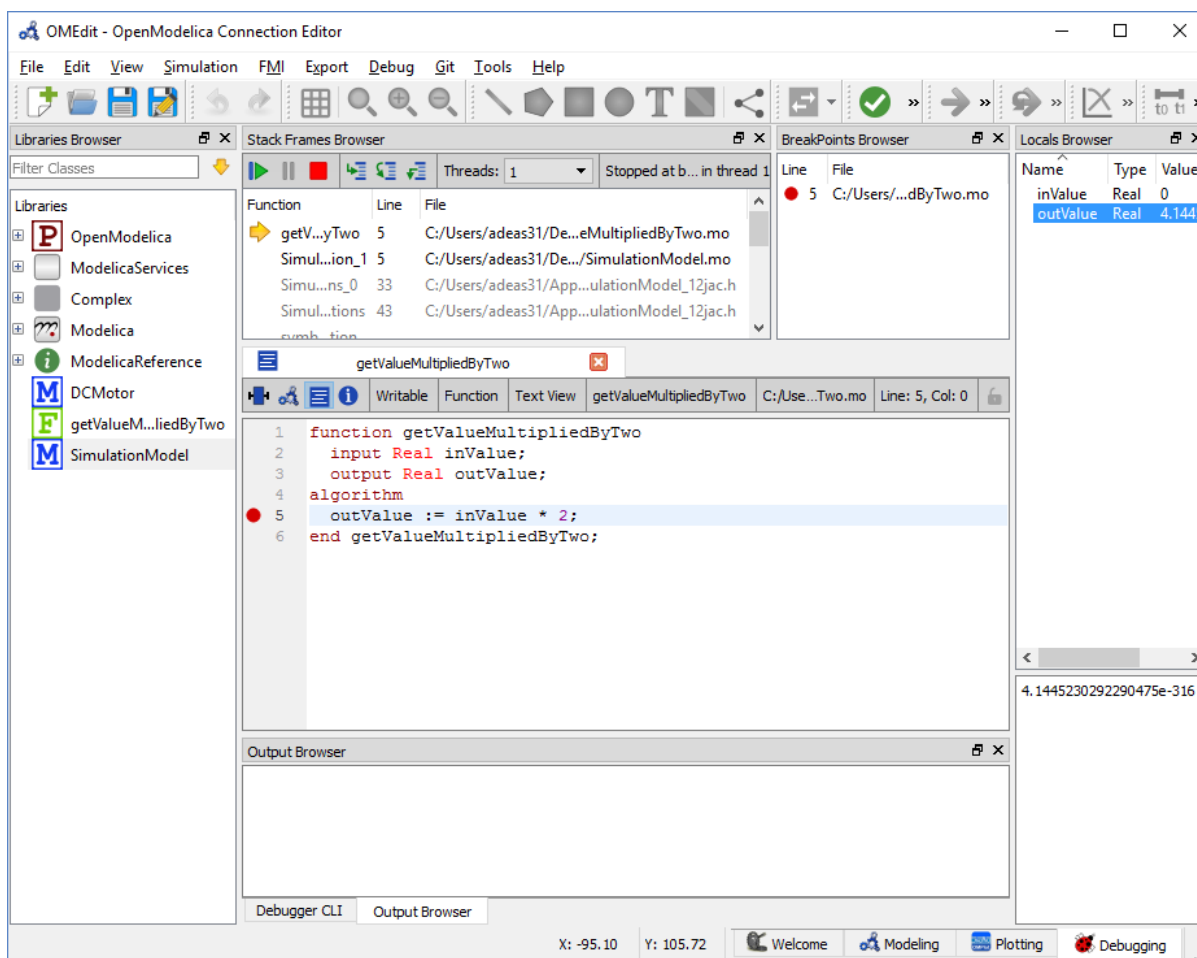 OMEdit - OpenModelica Connection Editor
File Edit View Simulation FMI Export Debug Git Tools Help
T » » » » t0 t1
Libraries Browser
Filter Classes
Libraries
P OpenModelica
ModelicaServices
Complex
Modelica
i ModelicaReference
M DCMotor
F getValueM...liedByTwo
M SimulationModel
Stack Frames Browser
Threads: 1 Stopped at b... in thread 1
Function Line File
getV...yTwo 5 C:/Users/adeas31/De...eMultipliedByTwo.mo
Simul...ion_1 5 C:/Users/adeas31/De.../SimulationModel.mo
Simu...ns_0 33 C:/Users/adeas31/App...ulationModel_12jac.h
Simul...tions 43 C:/Users/adeas31/App...ulationModel_12jac.h
BreakPoints Browser
Line File
5 C:/Users/...dByTwo.mo
Locals Browser
Name Type Value
inValue Real 0
outValue Real 4.144
4.1445230292290475e-316
getValueMultipliedByTwo
i Writable Function Text View getValueMultipliedByTwo C:/Use...Two.mo Line: 5, Col: 0
1 function getValueMultipliedByTwo
2 input Real inValue;
3 output Real outValue;
4 algorithm
5 outValue := inValue * 2;
6 end getValueMultipliedByTwo;
Output Browser
Debugger CLI Output Browser
X: -95.10 Y: 105.72 Welcome Modeling Plotting Debugging